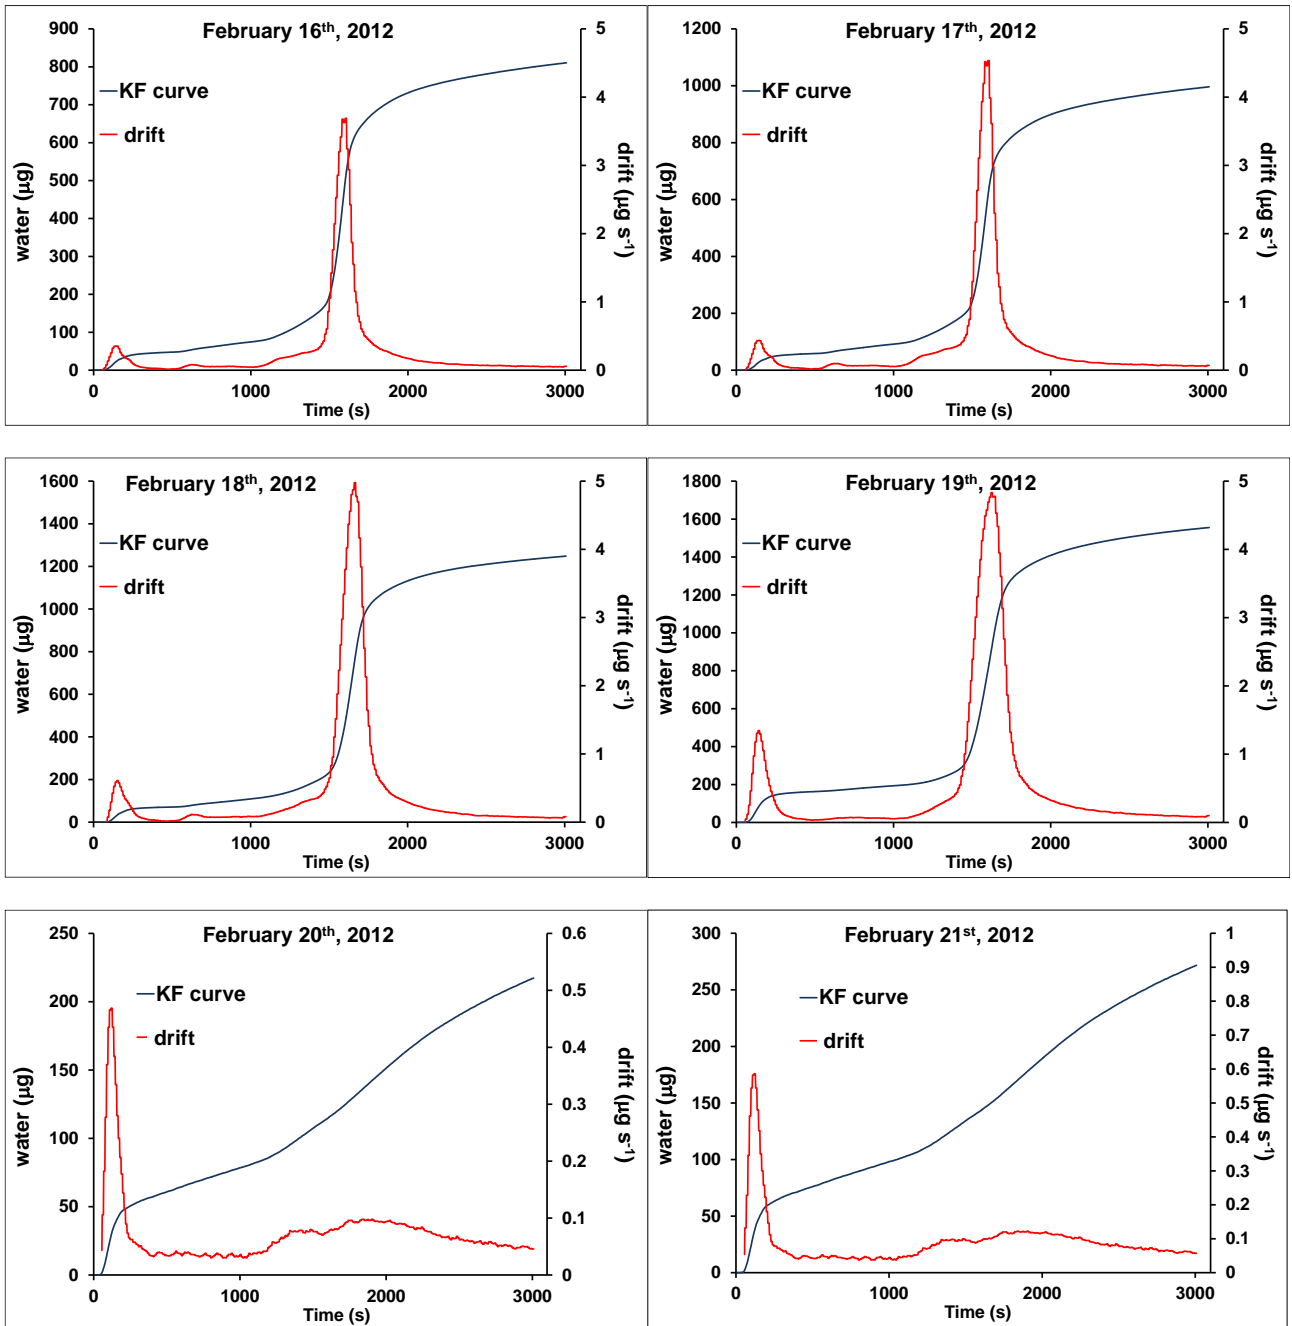 February 16th, 2012
KF curve
drift
water (µg)
drift (µg s-1)
900
800
700
600
500
400
300
200
100
0
5
4
3
2
1
0
0 1000 2000 3000
Time (s)
February 17th, 2012
KF curve
drift
water (µg)
drift (µg s-1)
1200
1000
800
600
400
200
0
5
4
3
2
1
0
0 1000 2000 3000
Time (s)
February 18th, 2012
KF curve
drift
water (µg)
drift (µg s-1)
1600
1400
1200
1000
800
600
400
200
0
5
4
3
2
1
0
0 1000 2000 3000
Time (s)
February 19th, 2012
KF curve
drift
water (µg)
drift (µg s-1)
1800
1600
1400
1200
1000
800
600
400
200
0
5
4
3
2
1
0
0 1000 2000 3000
Time (s)
February 20th, 2012
KF curve
drift
water (µg)
drift (µg s-1)
250
200
150
100
50
0
0.6
0.5
0.4
0.3
0.2
0.1
0
0 1000 2000 3000
Time (s)
February 21st, 2012
KF curve
drift
water (µg)
drift (µg s-1)
300
250
200
150
100
50
0
1
0.9
0.8
0.7
0.6
0.5
0.4
0.3
0.2
0.1
0
0 1000 2000 3000
Time (s)